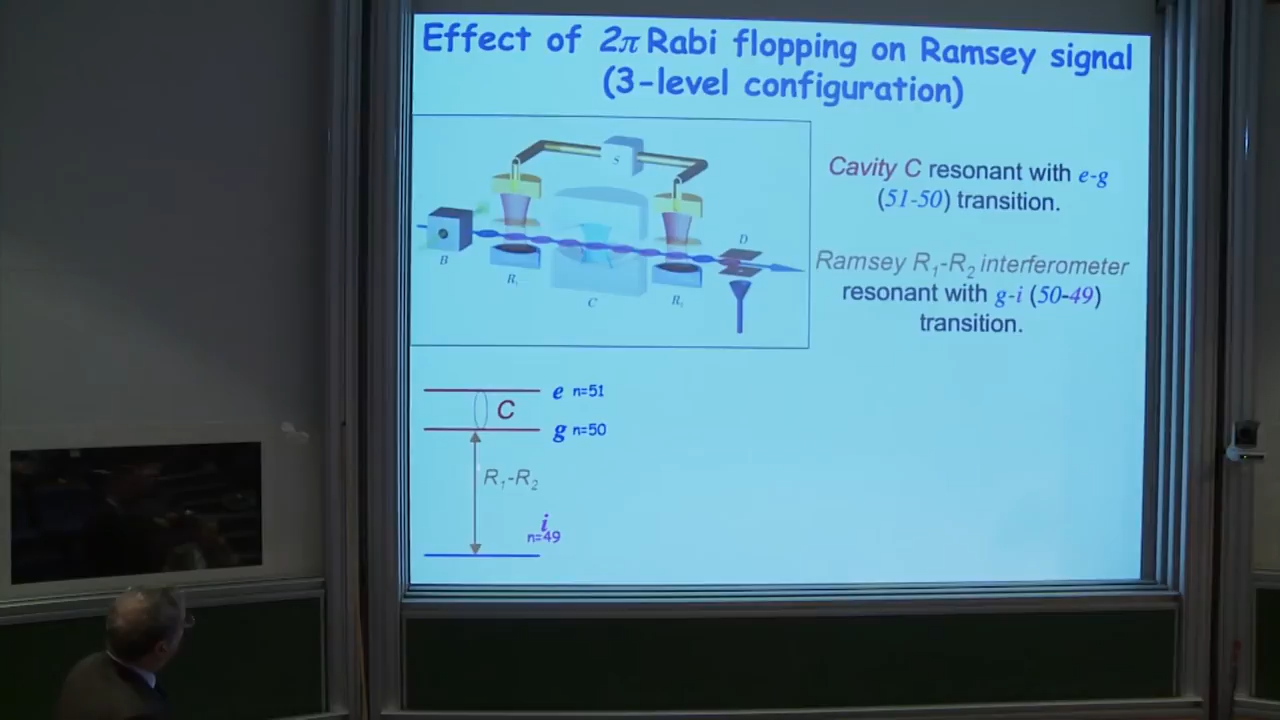 Effect of 2π Rabi flopping on Ramsey signal
(3-level configuration)
S
B
R₁
C
R₂
D
Cavity C resonant with e-g
(51-50) transition.
Ramsey R₁-R₂ interferometer
resonant with g-i (50-49)
transition.
e n=51
C
g n=50
R₁-R₂
i
n=49